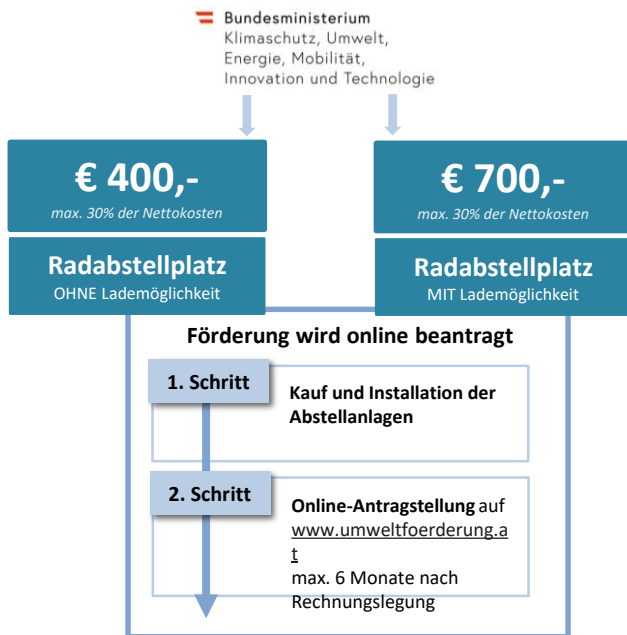 Bundesministerium
Klimaschutz, Umwelt,
Energie, Mobilität,
Innovation und Technologie
€ 400,-
max. 30% der Nettokosten
Radabstellplatz
OHNE Lademöglichkeit
€ 700,-
max. 30% der Nettokosten
Radabstellplatz
MIT Lademöglichkeit
Förderung wird online beantragt
1. Schritt
Kauf und Installation der
Abstellanlagen
2. Schritt
Online-Antragstellung auf
www.umweltfoerderung.a
t
max. 6 Monate nach
Rechnungslegung